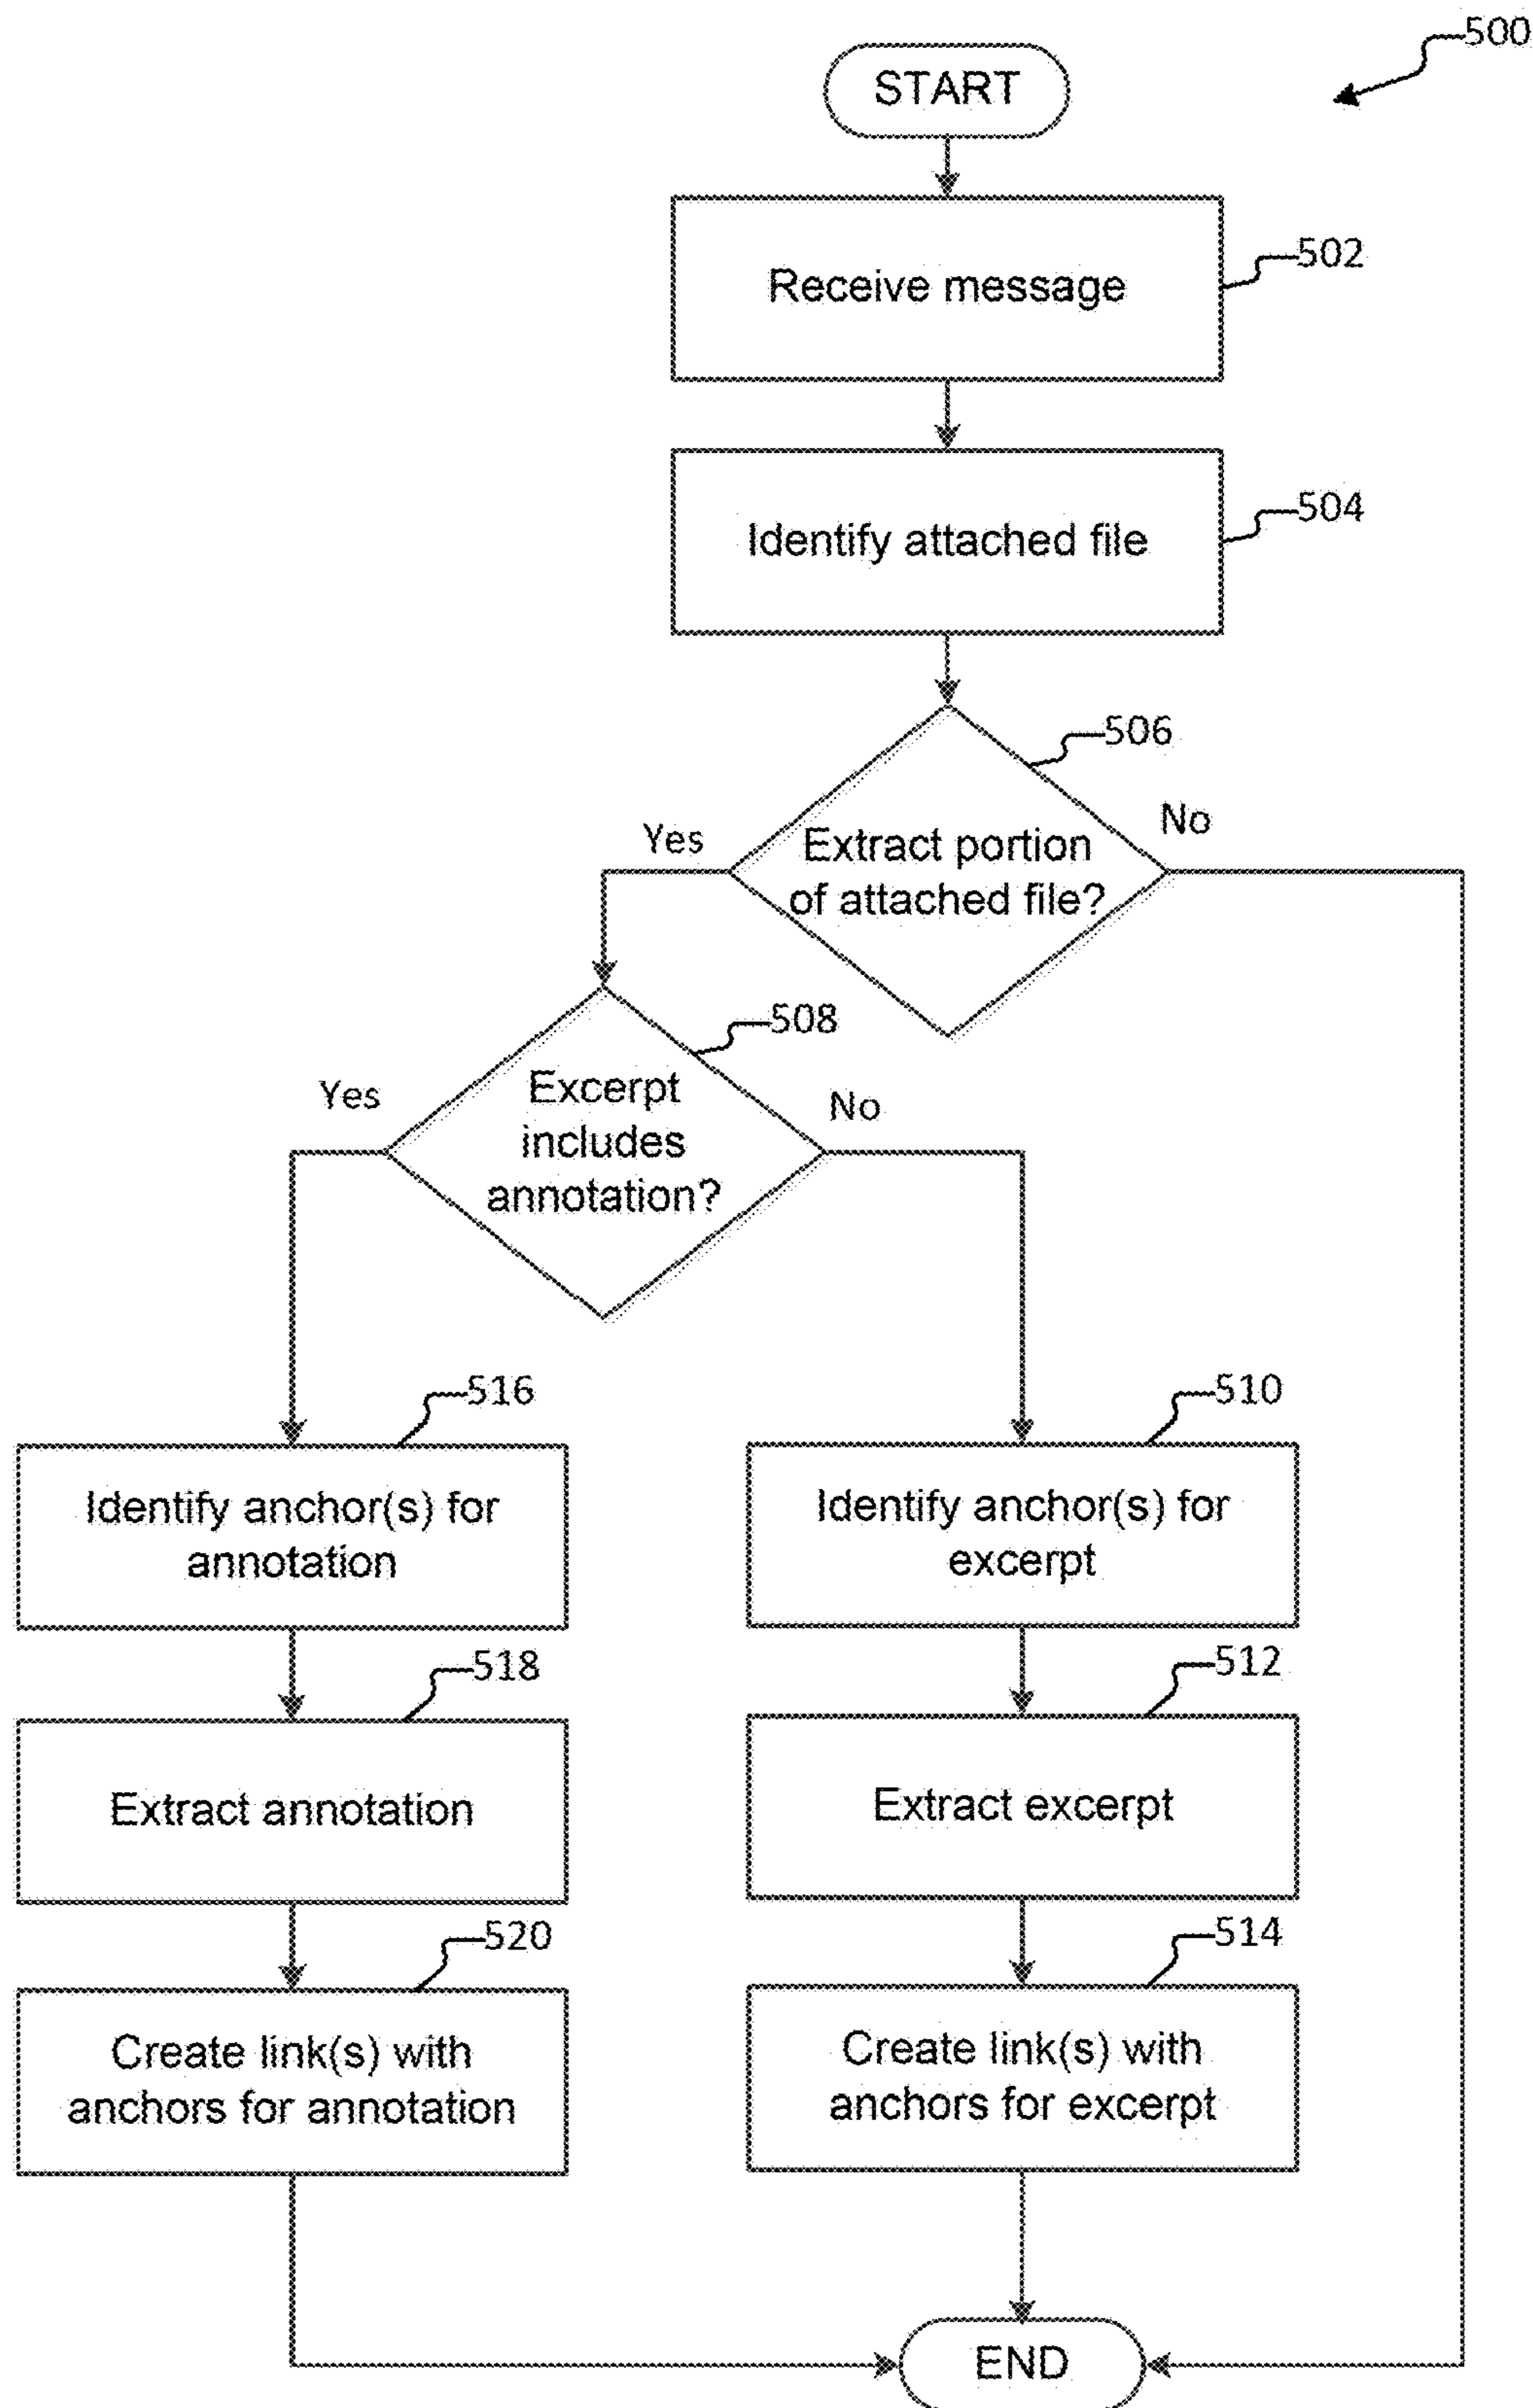 500
START
Receive message
502
Identify attached file
504
506
Yes
No
Extract portion
of attached file?
508
Yes
No
Excerpt
includes
annotation?
516
510
Identify anchor(s) for
annotation
Identify anchor(s) for
excerpt
518
512
Extract annotation
Extract excerpt
520
514
Create link(s) with
anchors for annotation
Create link(s) with
anchors for excerpt
END